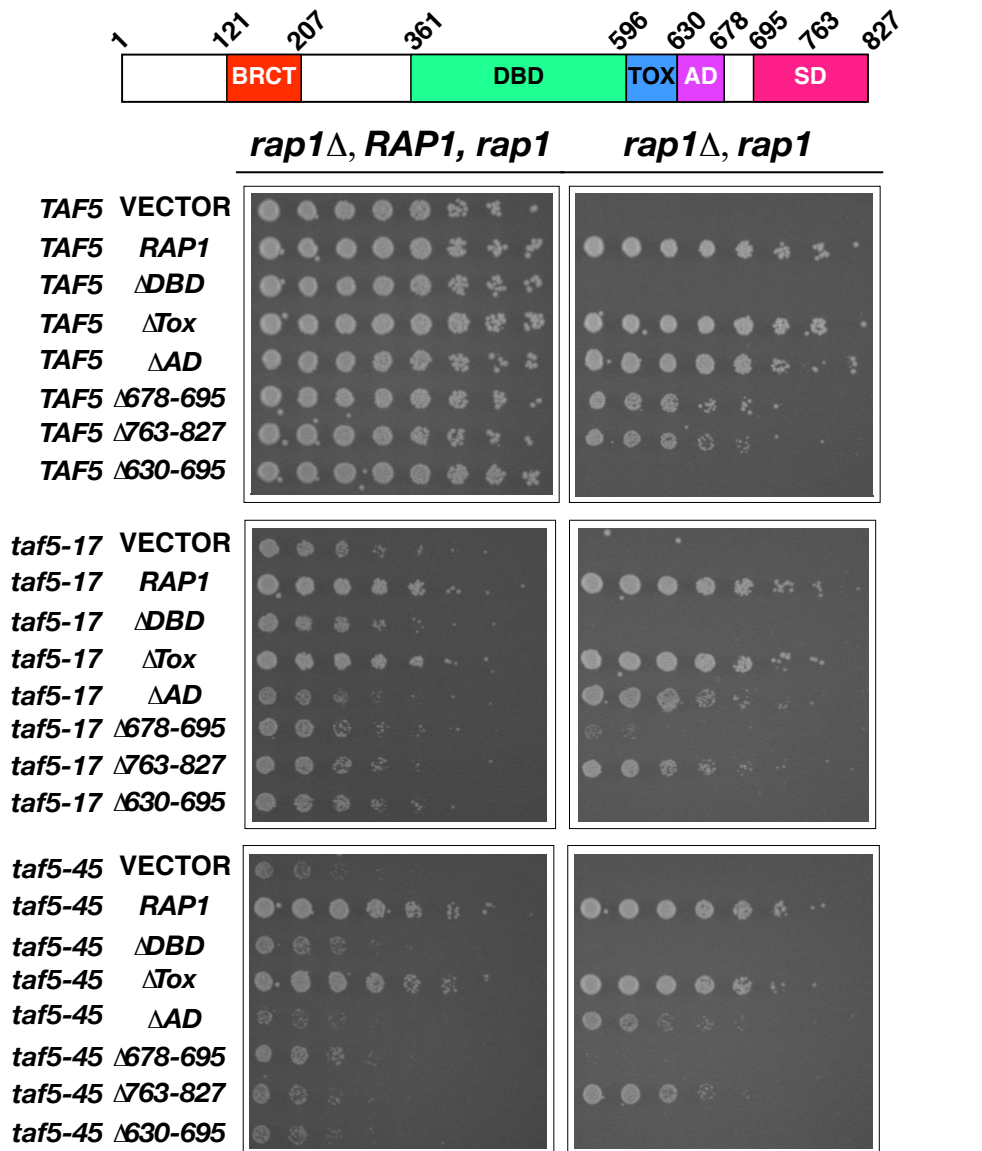 1 121 207 361 596 630 678 695 763 827
BRCT DBD TOX AD SD
rap1Δ, RAP1, rap1 rap1Δ, rap1
TAF5 VECTOR
TAF5 RAP1
TAF5 ΔDBD
TAF5 ΔTox
TAF5 ΔAD
TAF5 Δ678-695
TAF5 Δ763-827
TAF5 Δ630-695
taf5-17 VECTOR
taf5-17 RAP1
taf5-17 ΔDBD
taf5-17 ΔTox
taf5-17 ΔAD
taf5-17 Δ678-695
taf5-17 Δ763-827
taf5-17 Δ630-695
taf5-45 VECTOR
taf5-45 RAP1
taf5-45 ΔDBD
taf5-45 ΔTox
taf5-45 ΔAD
taf5-45 Δ678-695
taf5-45 Δ763-827
taf5-45 Δ630-695